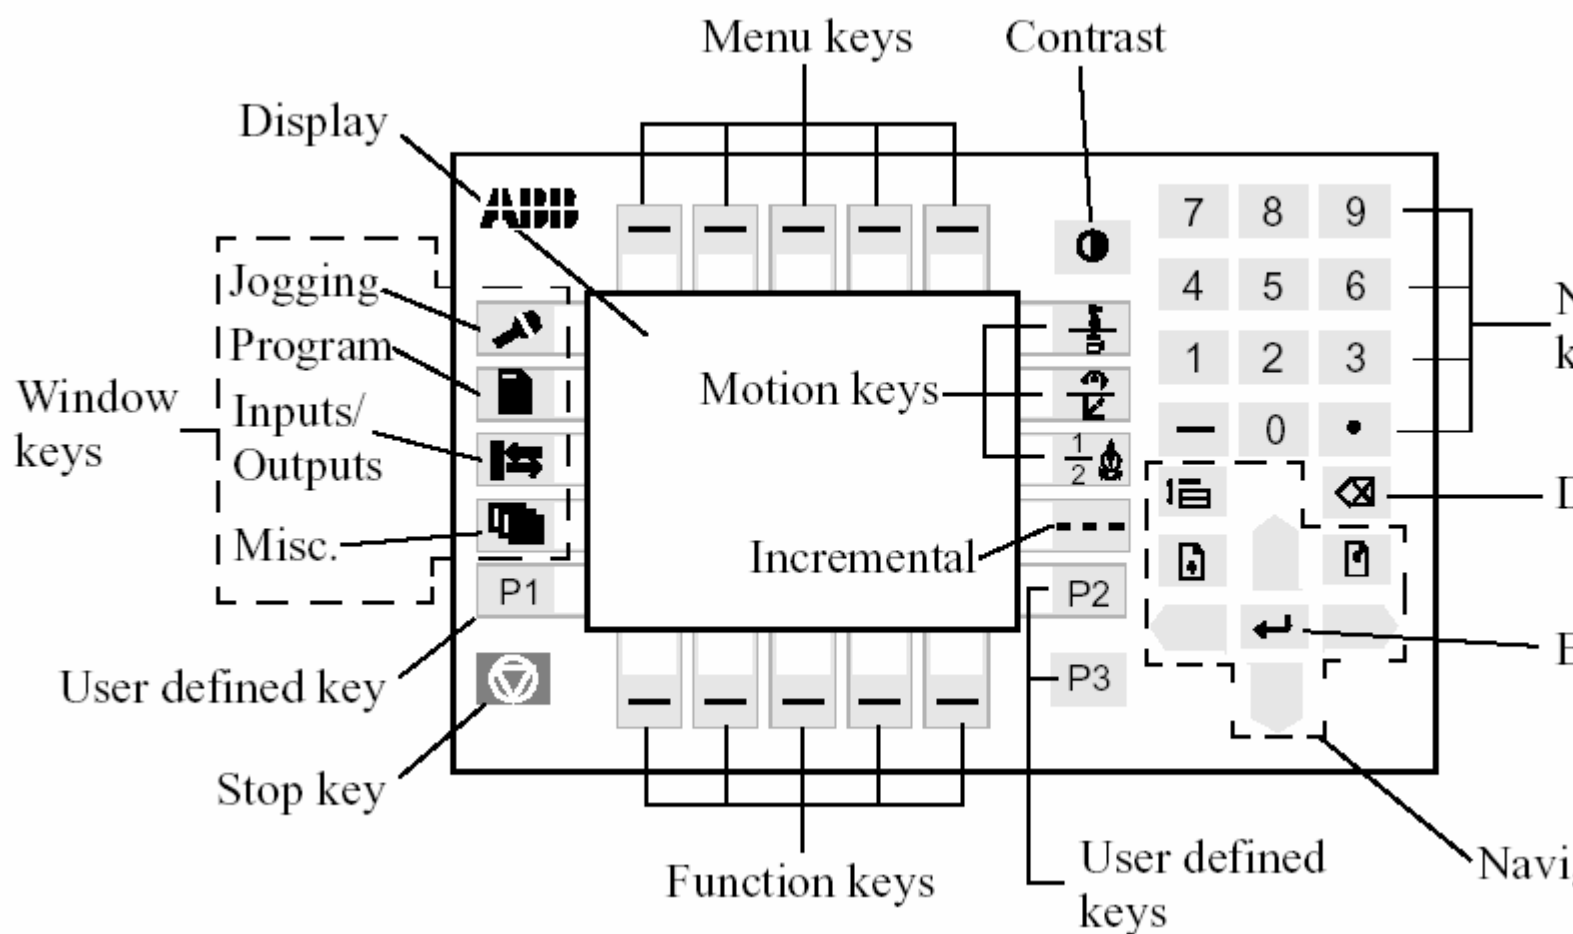 Menu keys
Contrast
Display
ABB
7 8 9
Jogging
4 5 6
Program
1 2 3
Motion keys
Window
keys
Inputs/
Outputs
1
2
0
Misc.
Incremental
P1
P2
User defined key
P3
Stop key
Function keys
User defined
keys